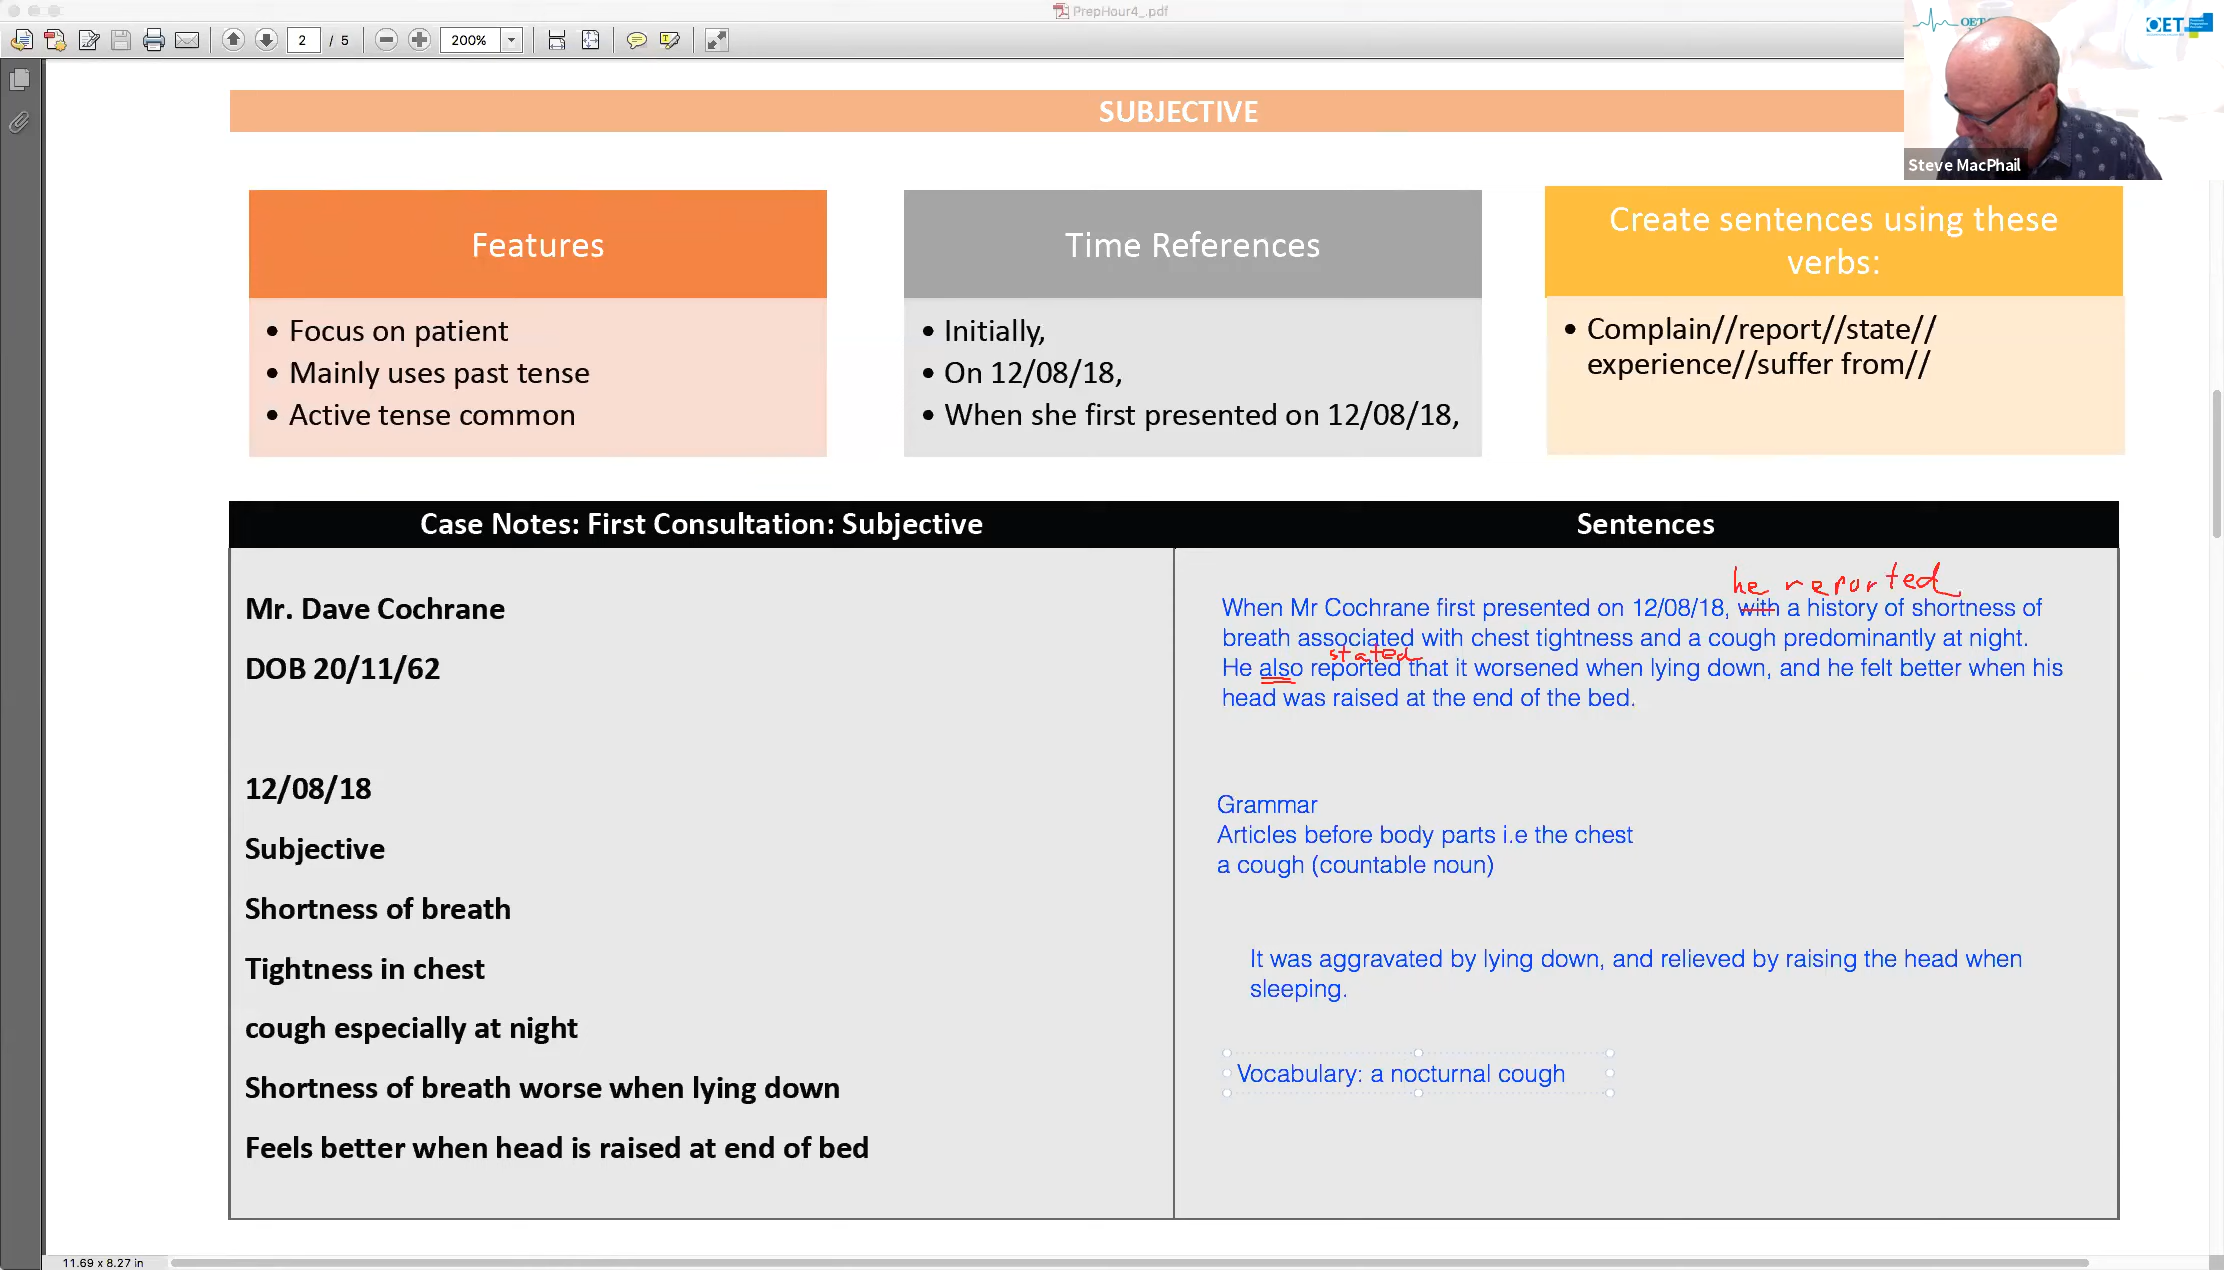 PrepHour4_.pdf
2 / 5
200%
OET
OET
Steve MacPhail
SUBJECTIVE
Features
• Focus on patient
• Mainly uses past tense
• Active tense common
Time References
• Initially,
• On 12/08/18,
• When she first presented on 12/08/18,
Create sentences using these
verbs:
• Complain//report//state//
experience//suffer from//
Case Notes: First Consultation: Subjective
Mr. Dave Cochrane
DOB 20/11/62
12/08/18
Subjective
Shortness of breath
Tightness in chest
cough especially at night
Shortness of breath worse when lying down
Feels better when head is raised at end of bed
Sentences
he reported
When Mr Cochrane first presented on 12/08/18, with a history of shortness of
breath associated with chest tightness and a cough predominantly at night.
stated
He also reported that it worsened when lying down, and he felt better when his
head was raised at the end of the bed.
Grammar
Articles before body parts i.e the chest
a cough (countable noun)
It was aggravated by lying down, and relieved by raising the head when
sleeping.
Vocabulary: a nocturnal cough
11.69 x 8.27 in